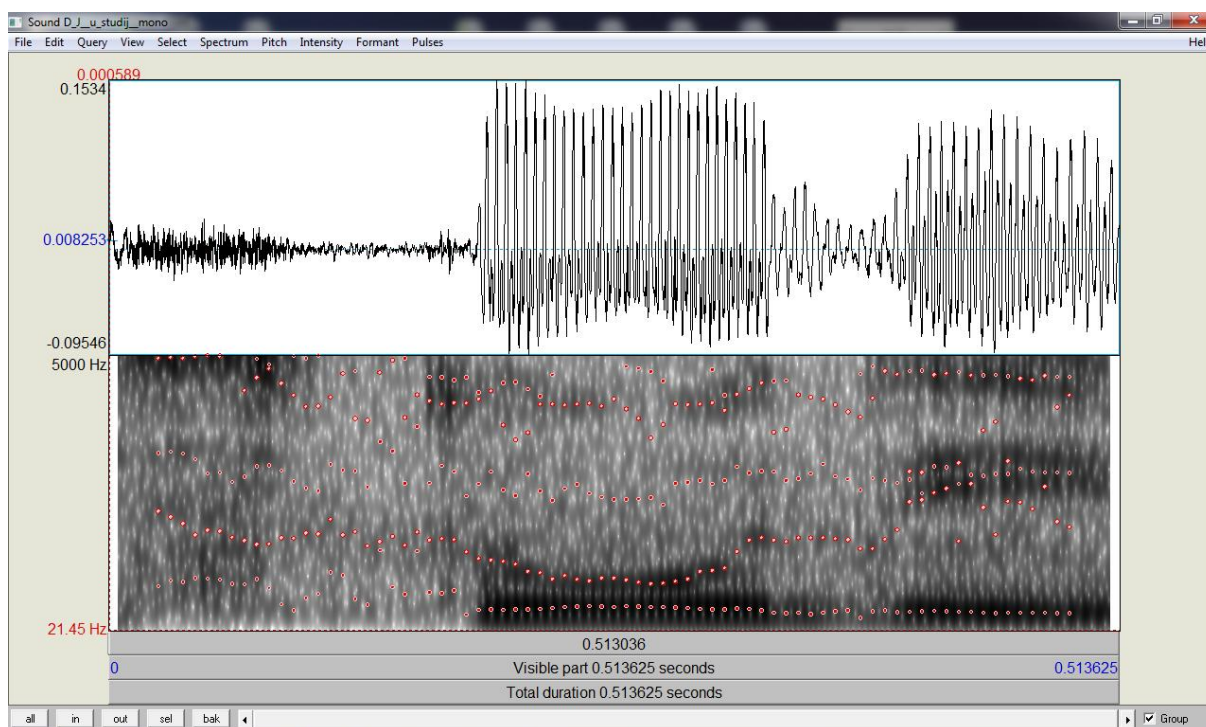 Sound D_J__u_studij__mono
File Edit Query View Select Spectrum Pitch Intensity Formant Pulses Hel
0.000589
0.1534
0.008253
-0.09546
5000 Hz
21.45 Hz
0.513036
0 Visible part 0.513625 seconds 0.513625
Total duration 0.513625 seconds
all in out sel bak Group